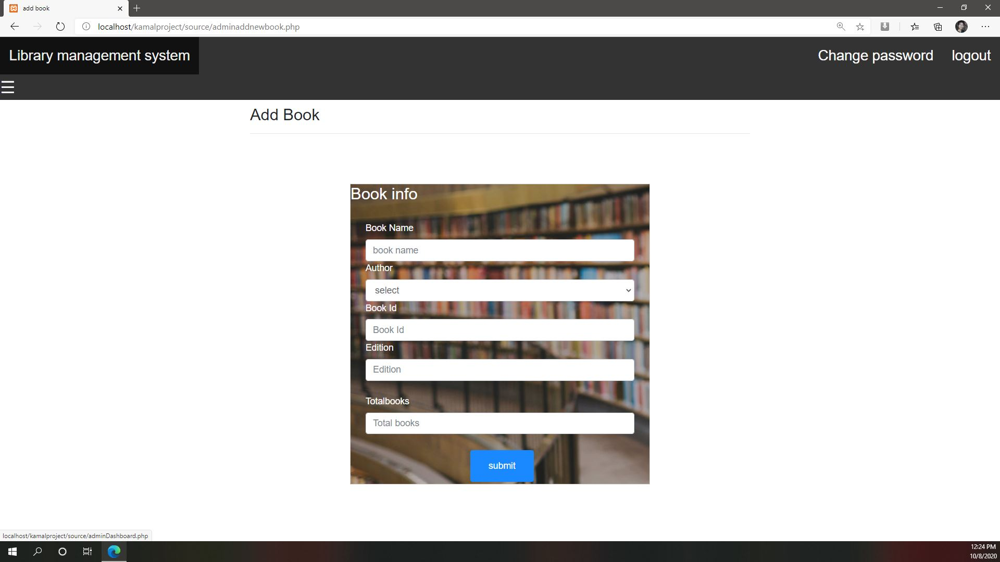 add book
localhost/kamalproject/source/adminaddnewbook.php
Library management system
Change password
logout
Add Book
Book info
Book Name
book name
Author
select
Book Id
Book Id
Edition
Edition
Totalbooks
Total books
submit
localhost/kamalproject/source/adminDashboard.php
12:24 PM
10/8/2020